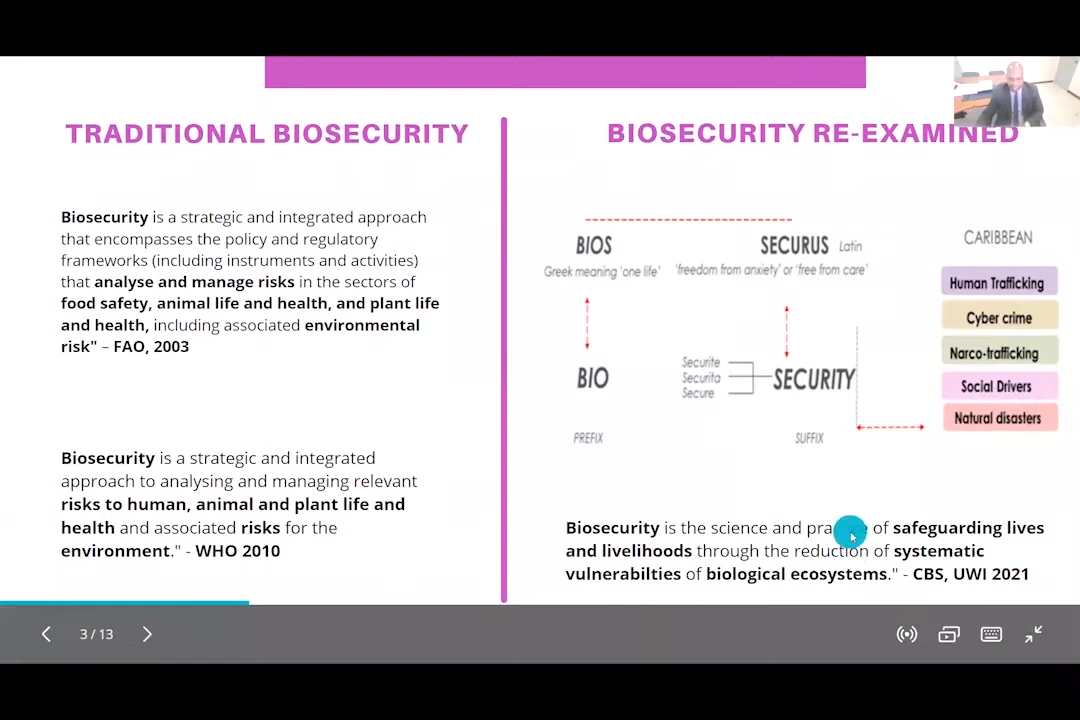 TRADITIONAL BIOSECURITY
Biosecurity is a strategic and integrated approach
that encompasses the policy and regulatory
frameworks (including instruments and activities)
that analyse and manage risks in the sectors of
food safety, animal life and health, and plant life
and health, including associated environmental
risk" – FAO, 2003
Biosecurity is a strategic and integrated
approach to analysing and managing relevant
risks to human, animal and plant life and
health and associated risks for the
environment." - WHO 2010
BIOSECURITY RE-EXAMINED
BIOS
Greek meaning 'one life'
SECURUS Latin
'freedom from anxiety' or 'free from care'
BIO
PREFIX
Securite
Securita
Secure
SECURITY
SUFFIX
CARIBBEAN
Human Trafficking
Cyber crime
Narco-trafficking
Social Drivers
Natural disasters
Biosecurity is the science and of safeguarding lives
and livelihoods through the reduction of systematic
vulnerabilties of biological ecosystems." - CBS, UWI 2021
3 / 13